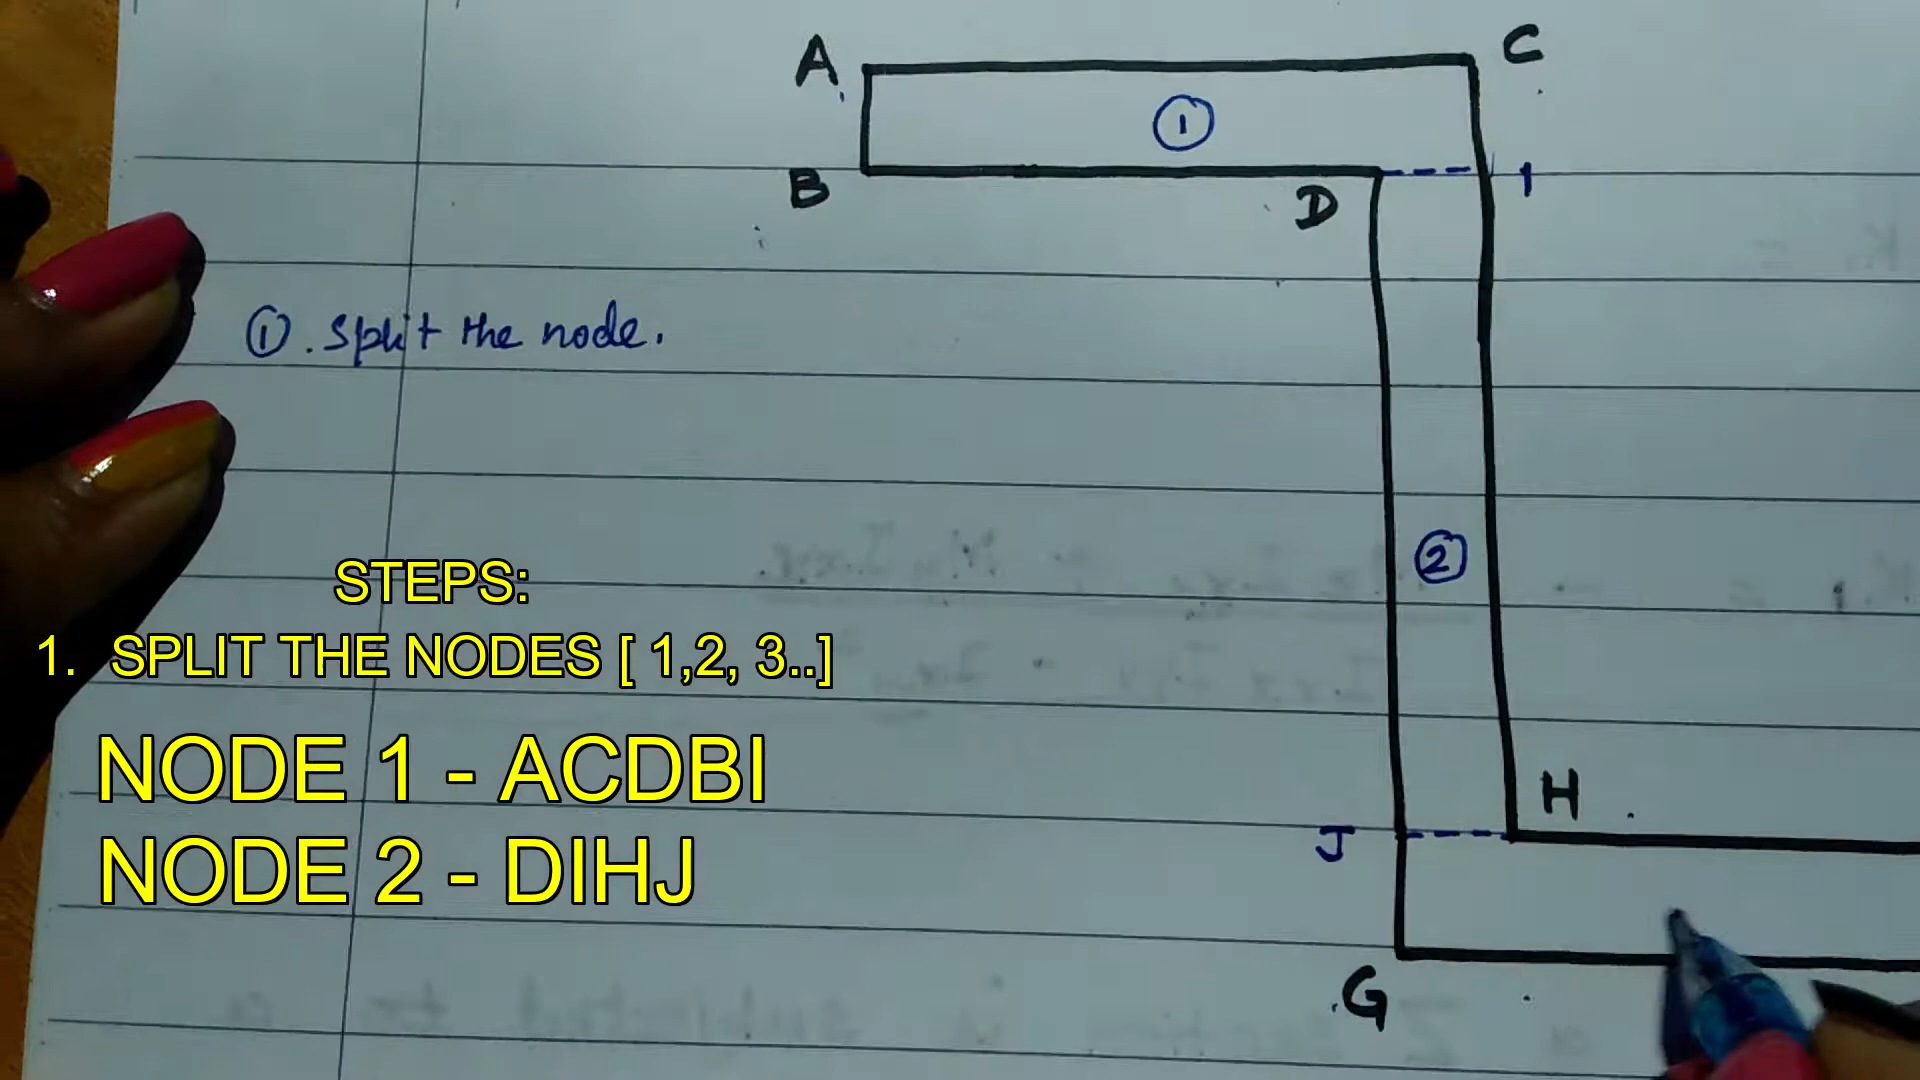 A
C
①
B
D
I
① . Split the node.
②
STEPS:
1. SPLIT THE NODES [ 1,2, 3..]
NODE 1 - ACDBI
H
J
NODE 2 - DIHJ
G